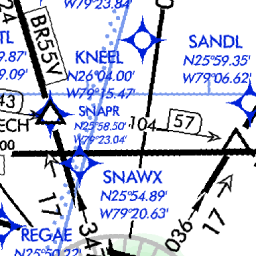 24
W79°23.84'
BR55V
TL
9.87'
9.09'
KNEEL
N26°04.00'
W79°15.47'
SANDL
N25°59.35'
W79°06.62'
43
ECH
00
SNAPR
N25°58.50'
W79°23.04'
104
57
SNAWX
N25°54.89'
W79°20.63'
17
036
17
REGAE
N25°50.22'